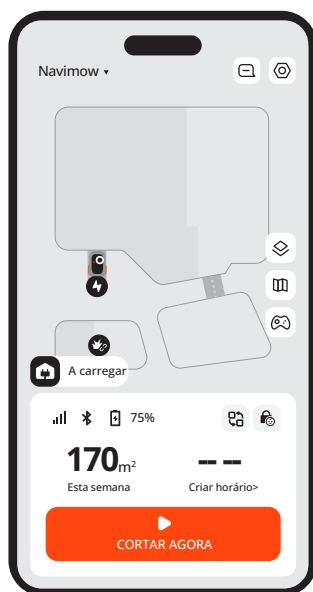 Navimow
A carregar
75%
170m²
-- --
Esta semana
Criar horário>
CORTAR AGORA